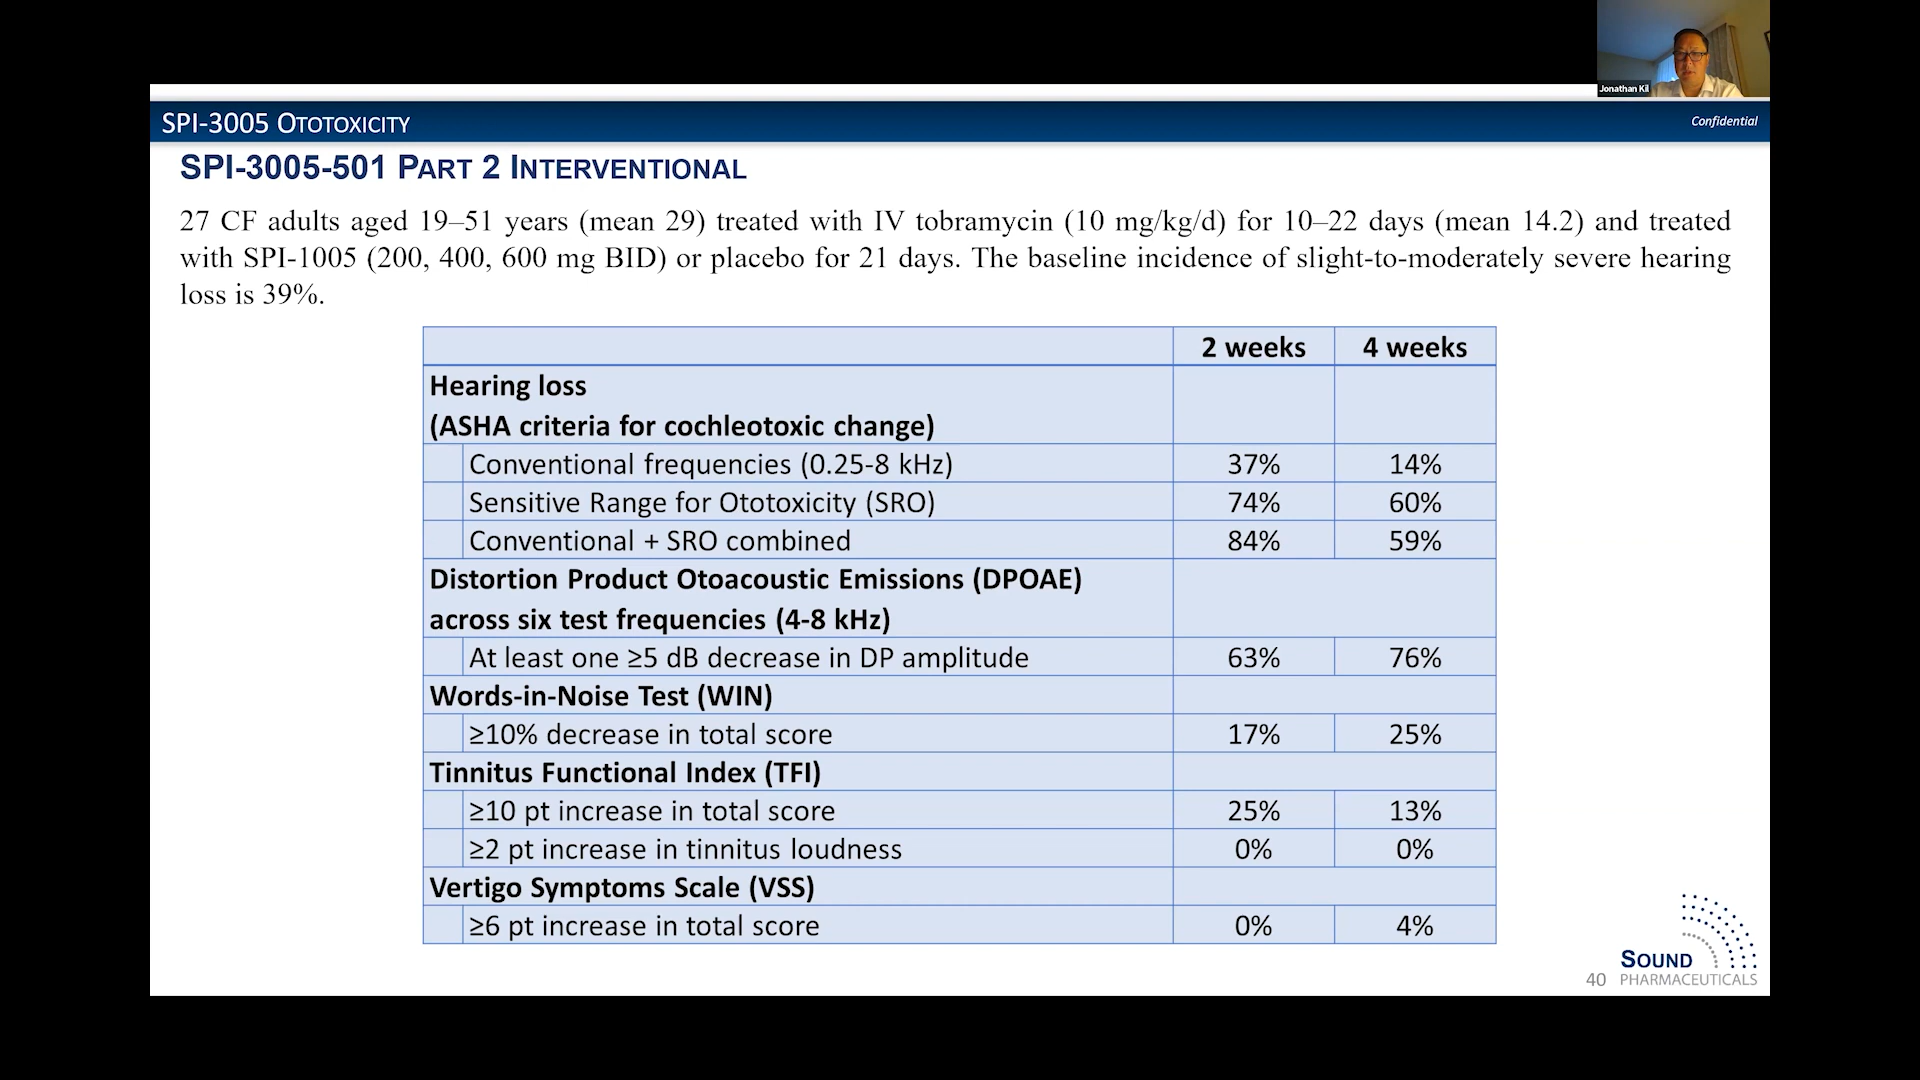 Jonathan Kil
SPI-3005 OTOTOXICITY
Confidential
SPI-3005-501 PART 2 INTERVENTIONAL
27 CF adults aged 19–51 years (mean 29) treated with IV tobramycin (10 mg/kg/d) for 10–22 days (mean 14.2) and treated
with SPI-1005 (200, 400, 600 mg BID) or placebo for 21 days. The baseline incidence of slight-to-moderately severe hearing
loss is 39%.
2 weeks 4 weeks
Hearing loss
(ASHA criteria for cochleotoxic change)
Conventional frequencies (0.25-8 kHz) 37% 14%
Sensitive Range for Ototoxicity (SRO) 74% 60%
Conventional + SRO combined 84% 59%
Distortion Product Otoacoustic Emissions (DPOAE)
across six test frequencies (4-8 kHz)
At least one ≥5 dB decrease in DP amplitude 63% 76%
Words-in-Noise Test (WIN)
≥10% decrease in total score 17% 25%
Tinnitus Functional Index (TFI)
≥10 pt increase in total score 25% 13%
≥2 pt increase in tinnitus loudness 0% 0%
Vertigo Symptoms Scale (VSS)
≥6 pt increase in total score 0% 4%
SOUND
40 PHARMACEUTICALS